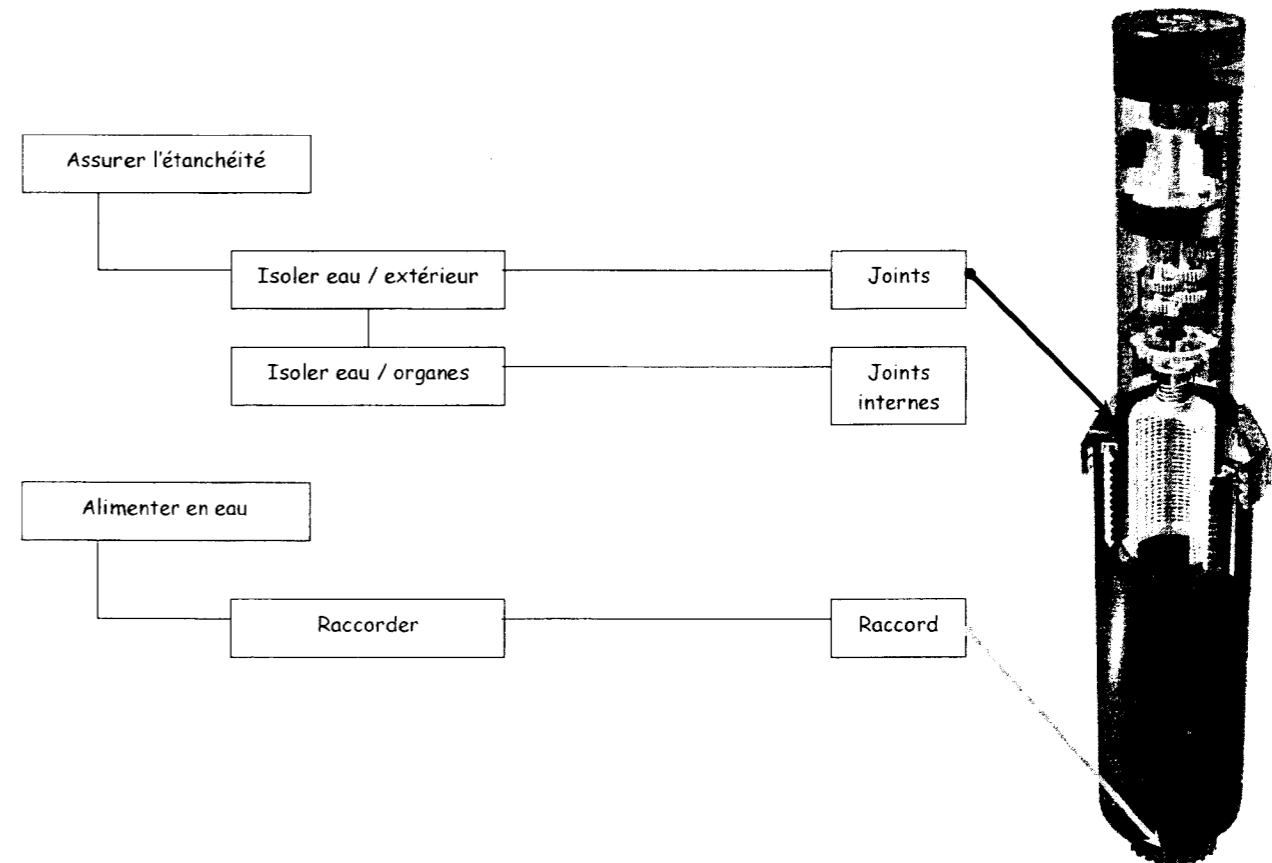 Assurer l'étanchéité
Isoler eau / extérieur
Joints
Isoler eau / organes
Joints
internes
Alimenter en eau
Raccorder
Raccord